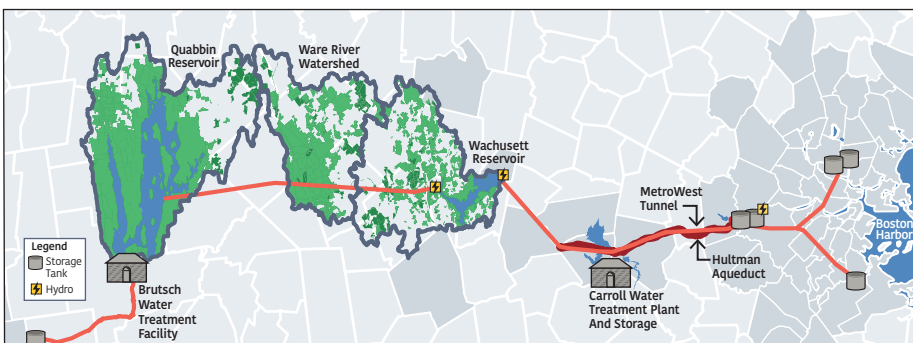 Quabbin
Reservoir
Ware River
Watershed
Wachusett
Reservoir
MetroWest
Tunnel
Boston
Harbor
Hultman
Aqueduct
Legend
Storage
Tank
Hydro
Brutsch
Water
Treatment
Facility
Carroll Water
Treatment Plant
And Storage